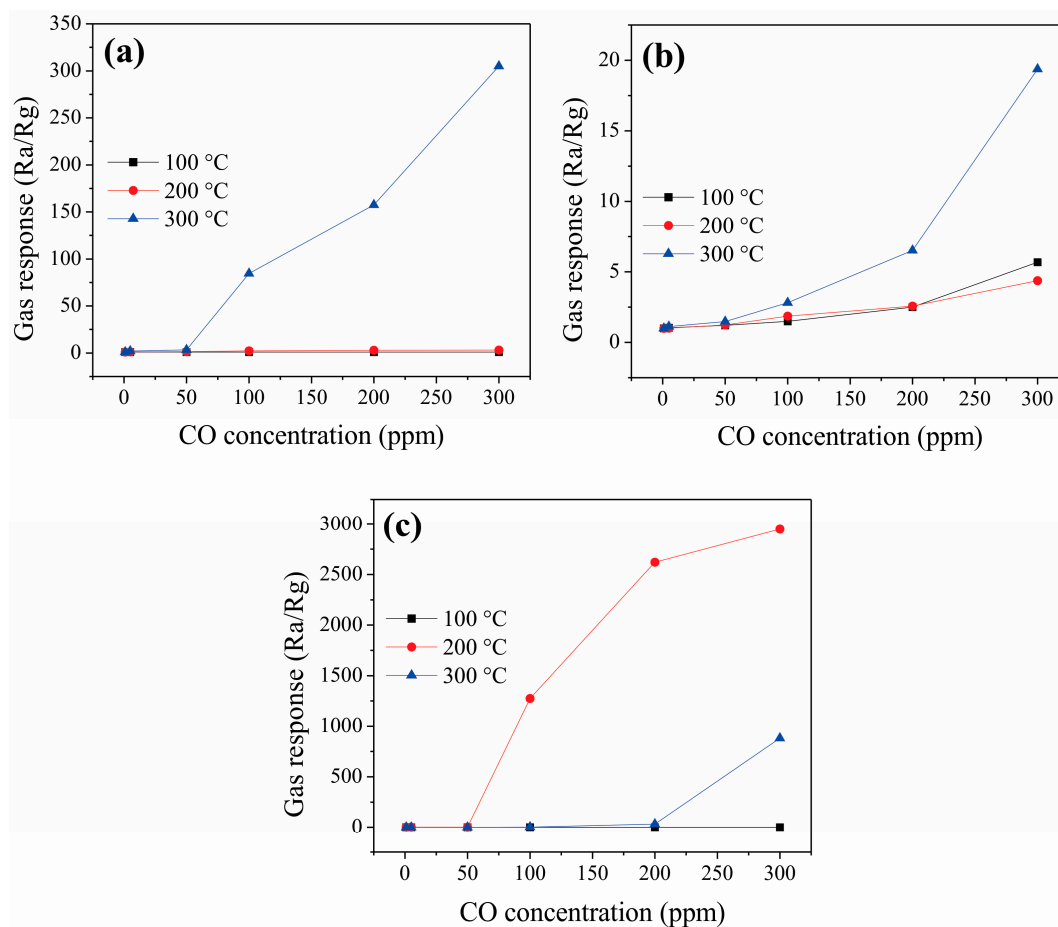 (a)
350
300
250
200
150
100
50
0
Gas response (Ra/Rg)
100 °C
200 °C
300 °C
0 50 100 150 200 250 300
CO concentration (ppm)
(b)
20
15
10
5
0
Gas response (Ra/Rg)
100 °C
200 °C
300 °C
0 50 100 150 200 250 300
CO concentration (ppm)
(c)
3000
2500
2000
1500
1000
500
0
Gas response (Ra/Rg)
100 °C
200 °C
300 °C
0 50 100 150 200 250 300
CO concentration (ppm)